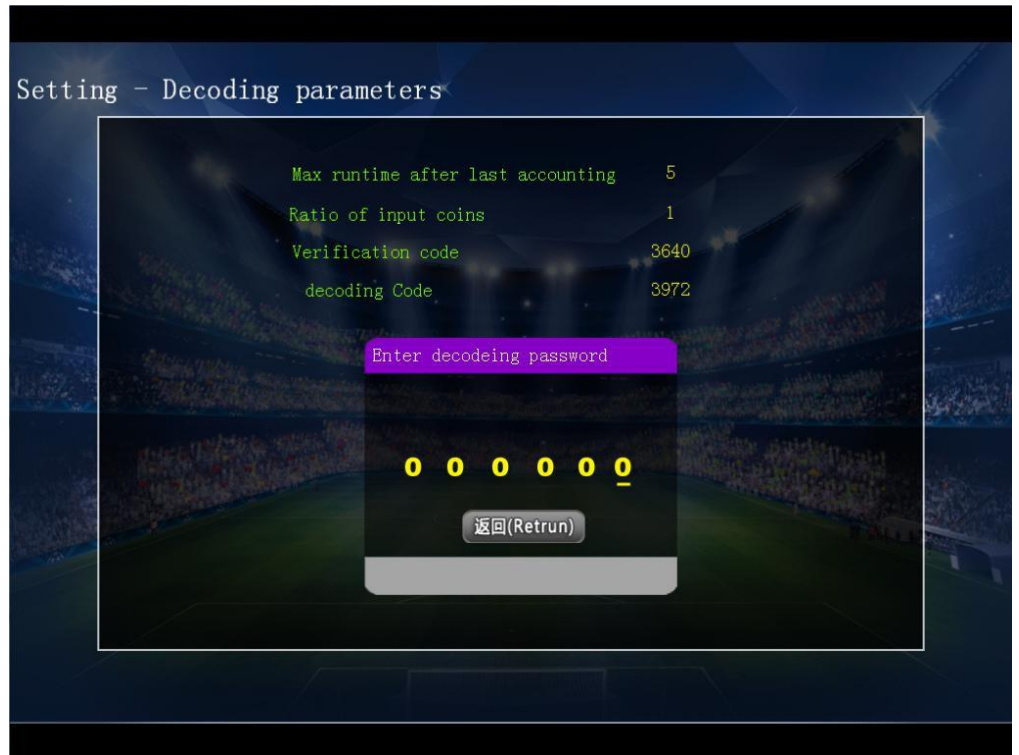 Setting - Decoding parameters
Max runtime after last accounting 5
Ratio of input coins 1
Verification code 3640
decoding Code 3972
Enter decodeing password
0 0 0 0 0 0
返回(Retrun)